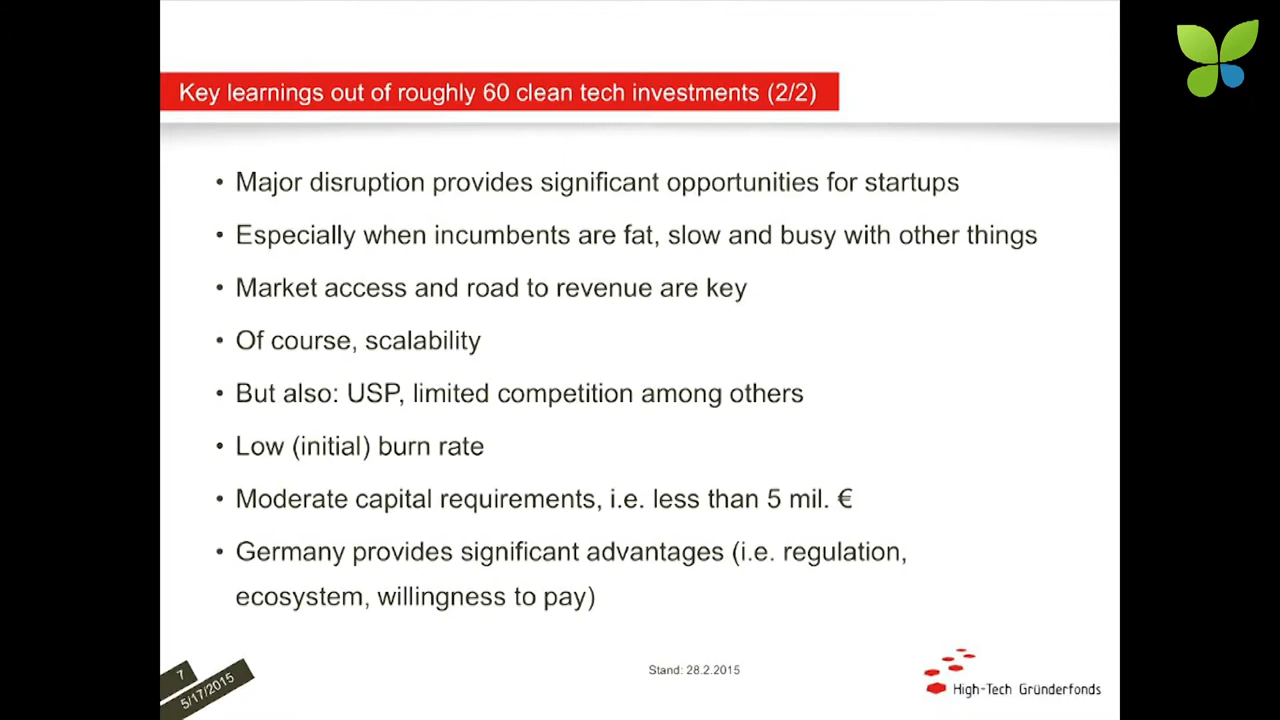 Key learnings out of roughly 60 clean tech investments (2/2)
• Major disruption provides significant opportunities for startups
• Especially when incumbents are fat, slow and busy with other things
• Market access and road to revenue are key
• Of course, scalability
• But also: USP, limited competition among others
• Low (initial) burn rate
• Moderate capital requirements, i.e. less than 5 mil. €
• Germany provides significant advantages (i.e. regulation,
ecosystem, willingness to pay)
7
5/17/2015
Stand: 28.2.2015
High-Tech Gründerfonds